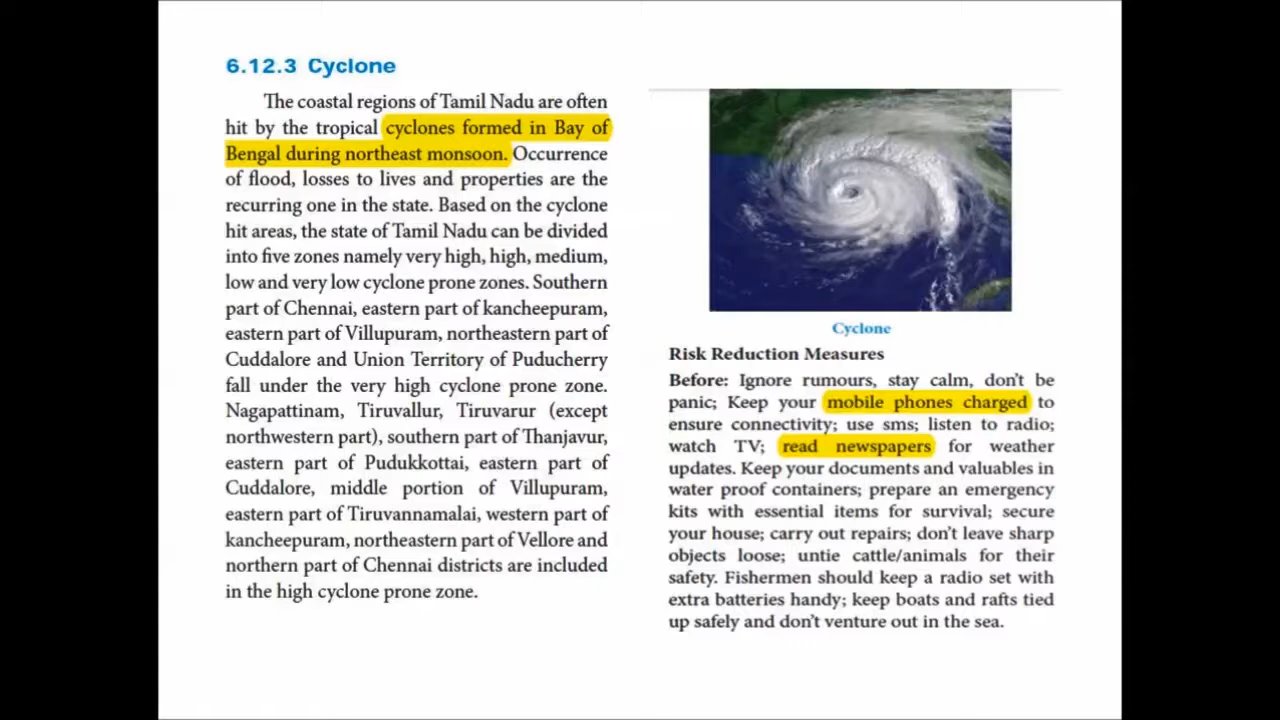 6.12.3 Cyclone
The coastal regions of Tamil Nadu are often
hit by the tropical cyclones formed in Bay of
Bengal during northeast monsoon. Occurrence
of flood, losses to lives and properties are the
recurring one in the state. Based on the cyclone
hit areas, the state of Tamil Nadu can be divided
into five zones namely very high, high, medium,
low and very low cyclone prone zones. Southern
part of Chennai, eastern part of kancheepuram,
eastern part of Villupuram, northeastern part of
Cuddalore and Union Territory of Puducherry
fall under the very high cyclone prone zone.
Nagapattinam, Tiruvallur, Tiruvarur (except
northwestern part), southern part of Thanjavur,
eastern part of Pudukkottai, eastern part of
Cuddalore, middle portion of Villupuram,
eastern part of Tiruvannamalai, western part of
kancheepuram, northeastern part of Vellore and
northern part of Chennai districts are included
in the high cyclone prone zone.
Cyclone
Risk Reduction Measures
Before: Ignore rumours, stay calm, don't be
panic; Keep your mobile phones charged to
ensure connectivity; use sms; listen to radio;
watch TV; read newspapers for weather
updates. Keep your documents and valuables in
water proof containers; prepare an emergency
kits with essential items for survival; secure
your house; carry out repairs; don't leave sharp
objects loose; untie cattle/animals for their
safety. Fishermen should keep a radio set with
extra batteries handy; keep boats and rafts tied
up safely and don't venture out in the sea.